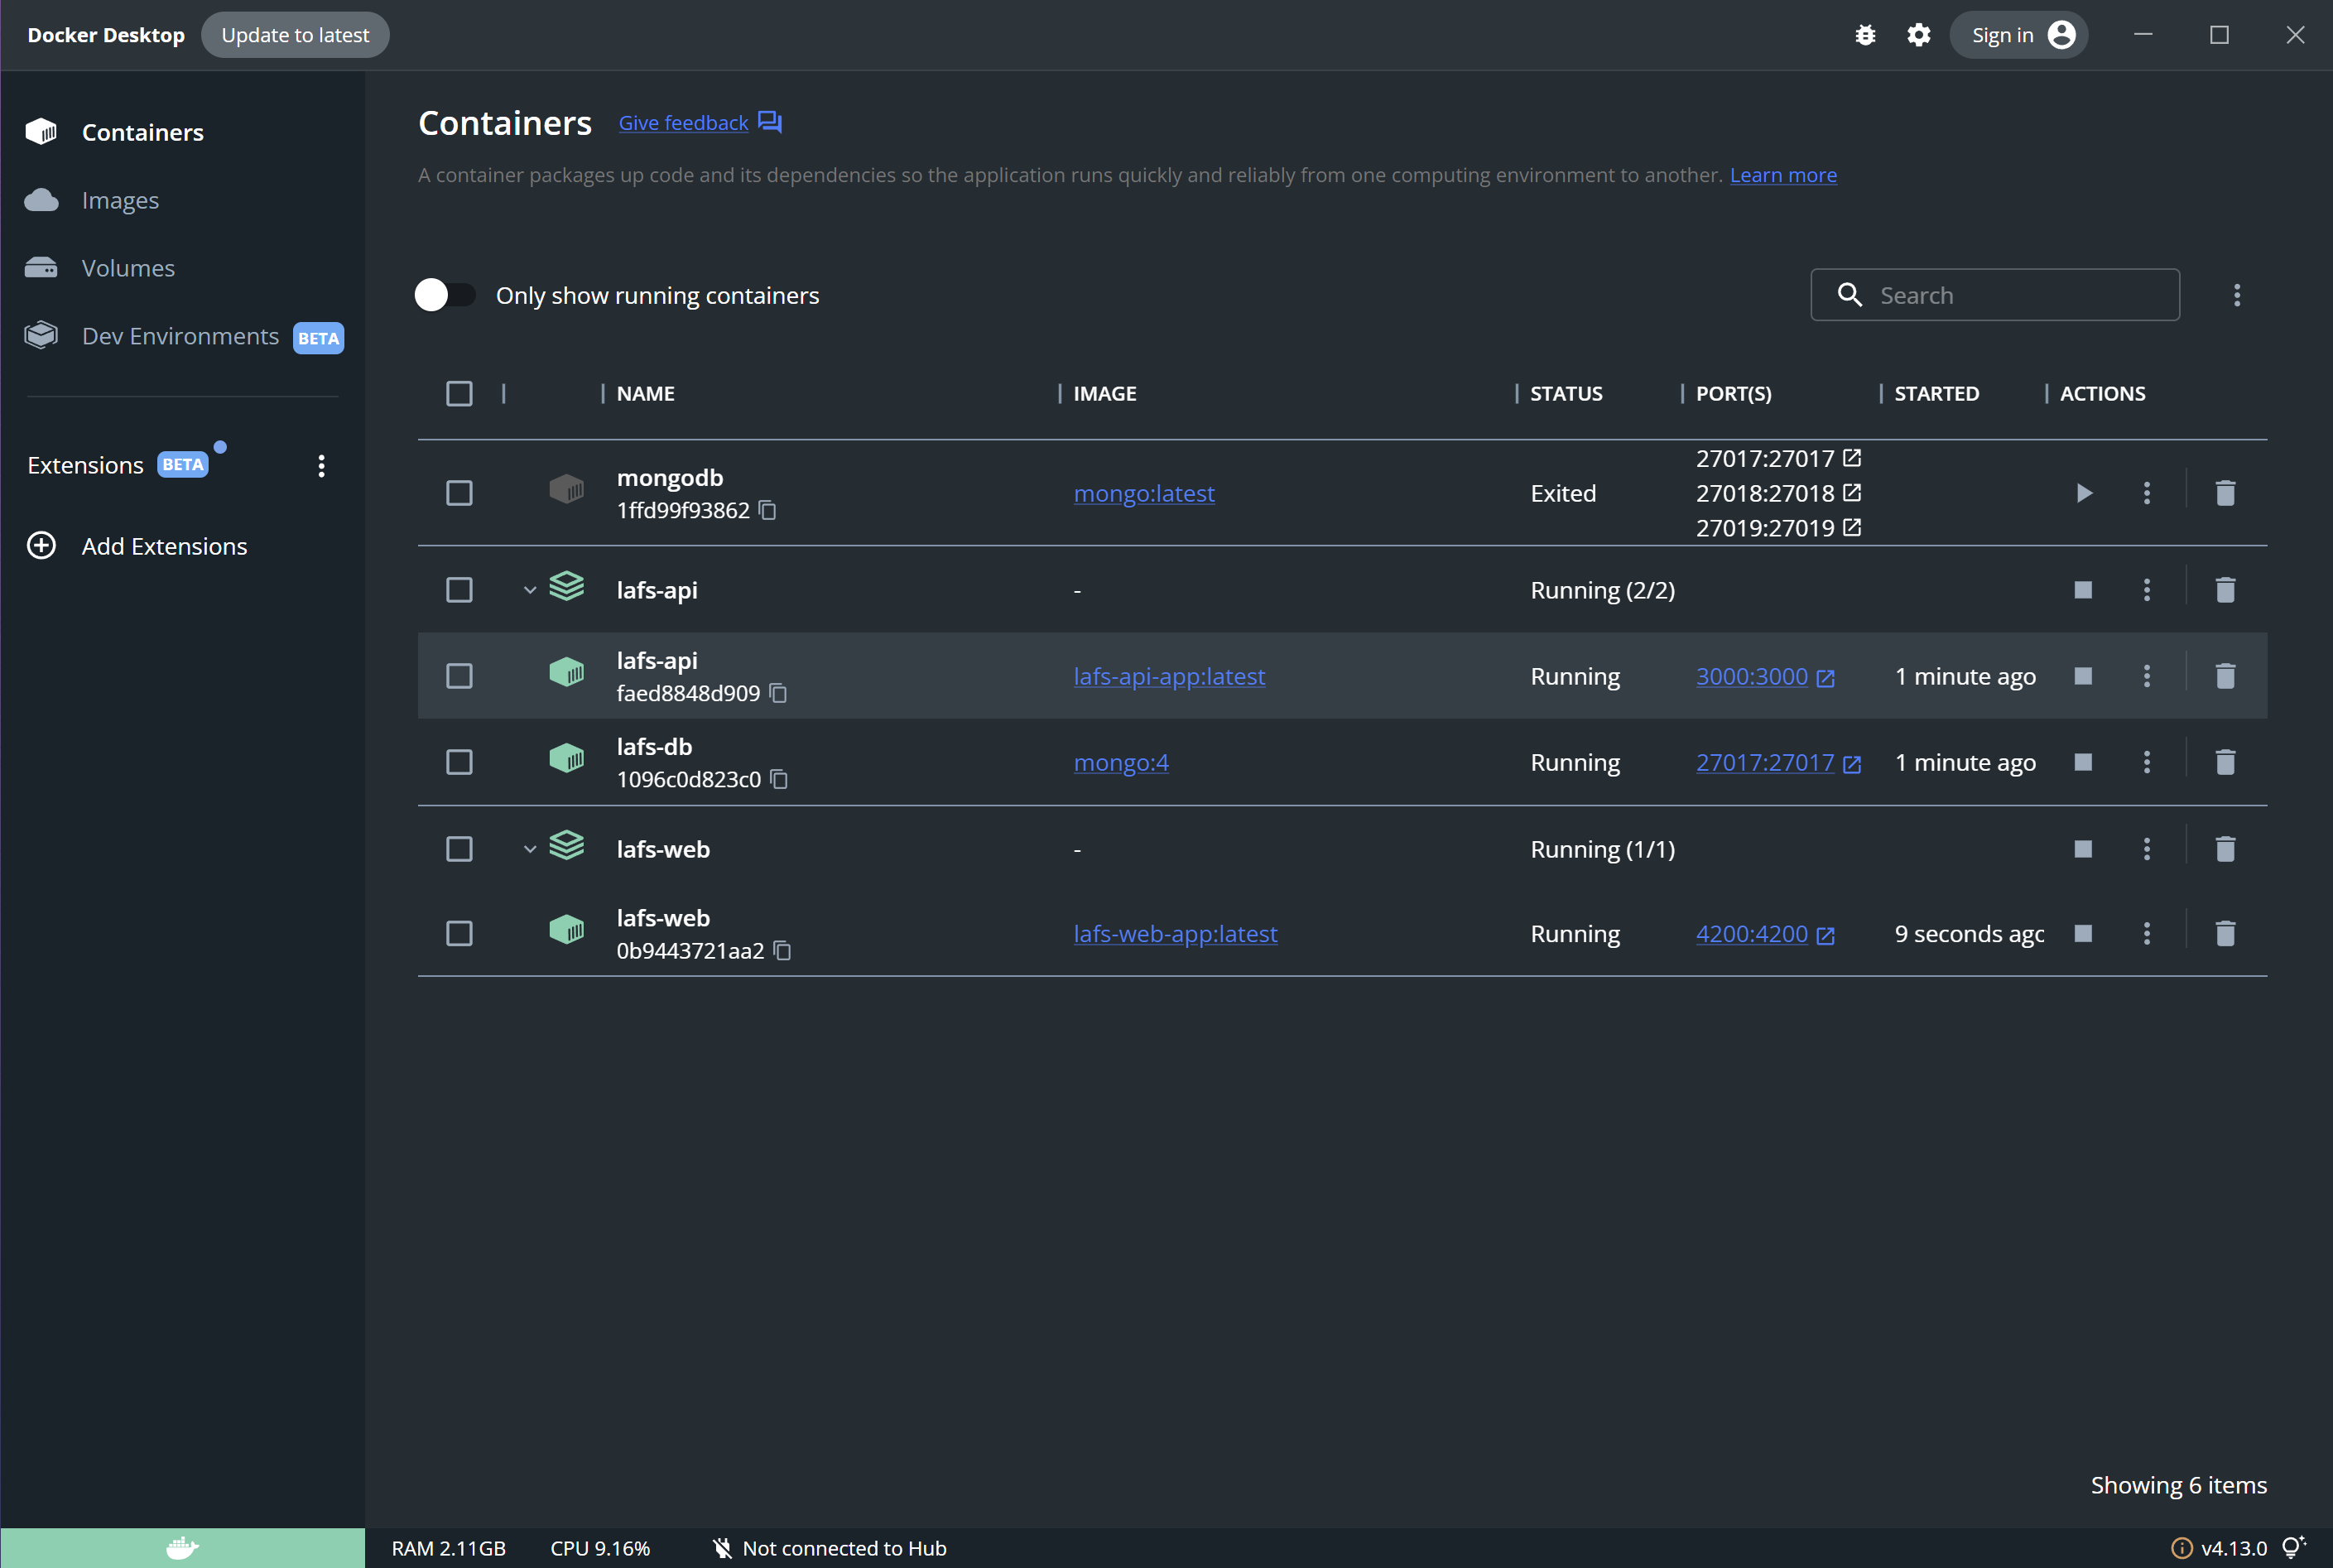 Docker Desktop Update to latest Sign in
Containers
Images
Volumes
Dev Environments BETA
Extensions BETA
Add Extensions
Containers Give feedback
A container packages up code and its dependencies so the application runs quickly and reliably from one computing environment to another. Learn more
Only show running containers Search
NAME IMAGE STATUS PORT(S) STARTED ACTIONS
mongodb
1ffd99f93862
mongo:latest
Exited
27017:27017
27018:27018
27019:27019
lafs-api - Running (2/2)
lafs-api
faed8848d909
lafs-api-app:latest Running 3000:3000 1 minute ago
lafs-db
1096c0d823c0
mongo:4 Running 27017:27017 1 minute ago
lafs-web - Running (1/1)
lafs-web
0b9443721aa2
lafs-web-app:latest Running 4200:4200 9 seconds ago
Showing 6 items
RAM 2.11GB CPU 9.16% Not connected to Hub v4.13.0